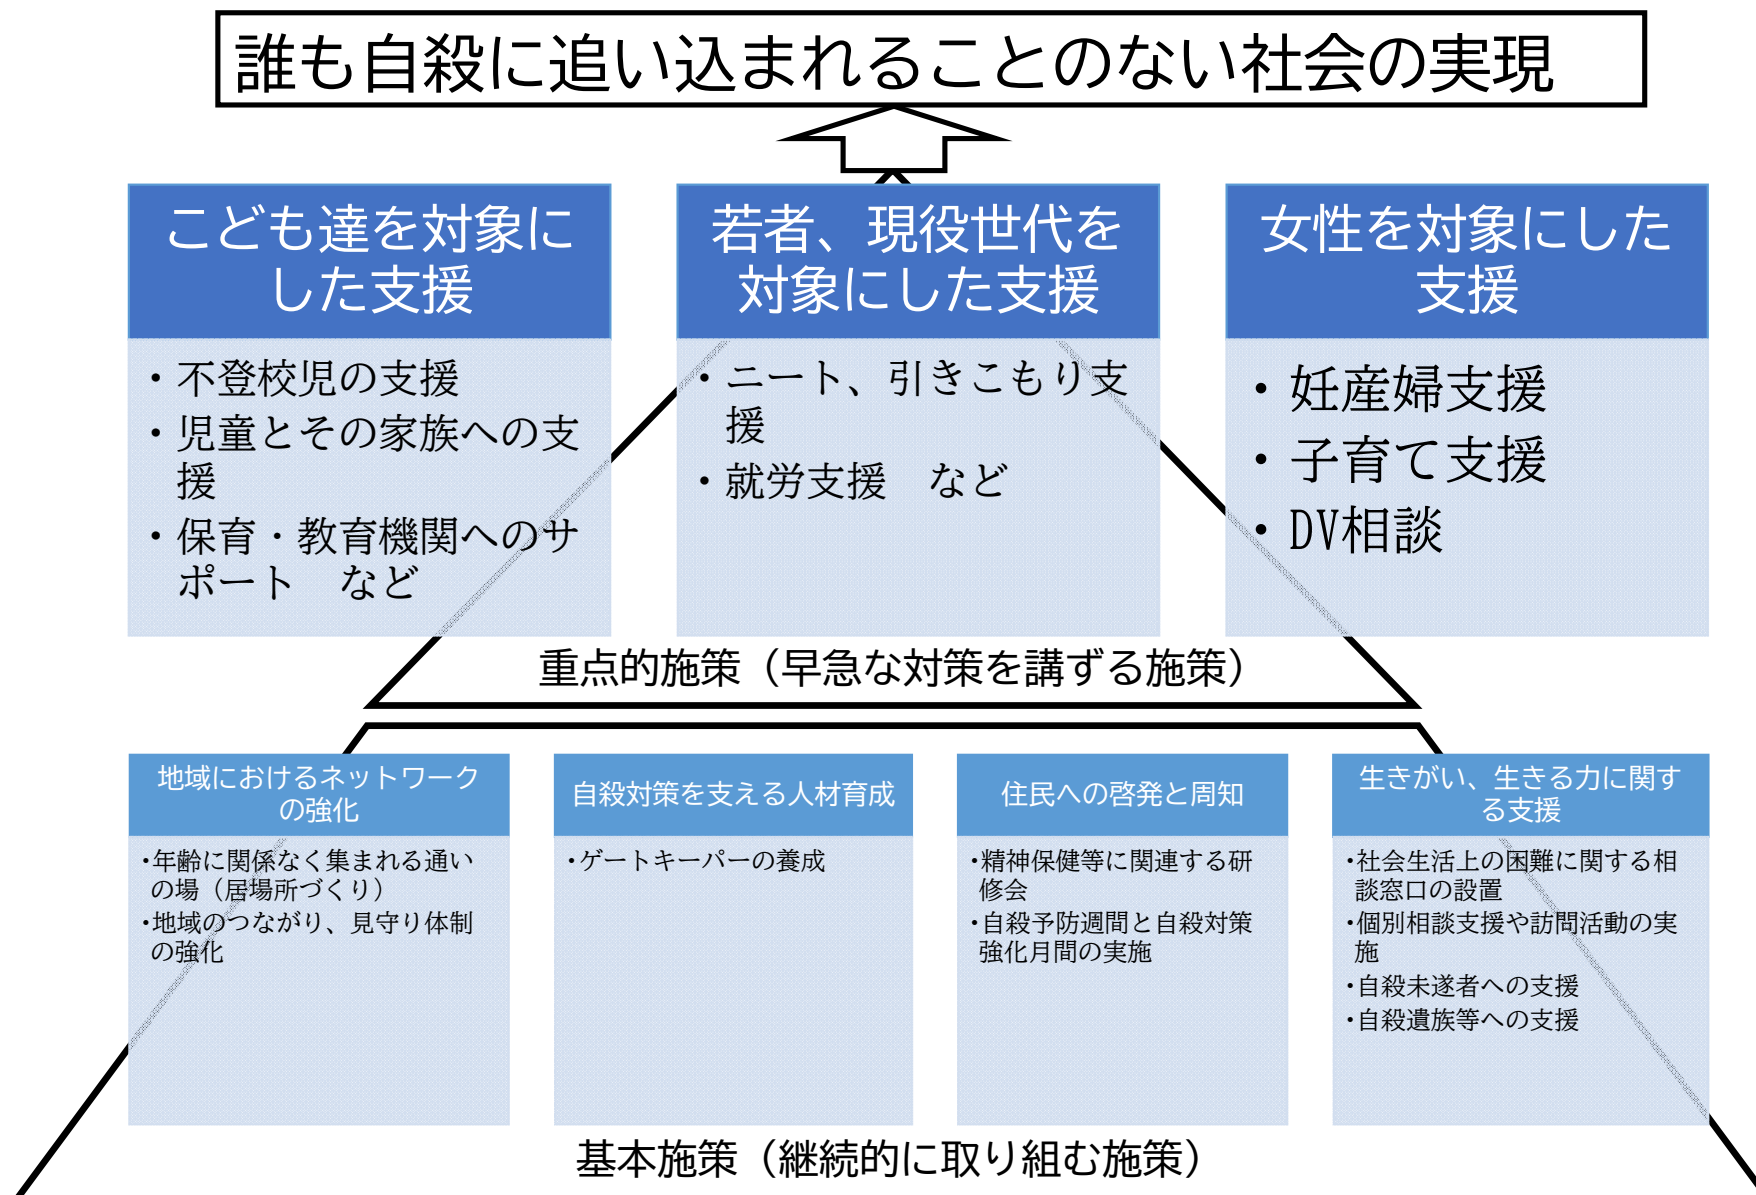 誰も自殺に追い込まれることのない社会の実現
こども達を対象に
した支援
・不登校児の支援
・児童とその家族への支
援
・保育・教育機関へのサ
ポート　など
若者、現役世代を
対象にした支援
・ニート、引きこもり支
援
・就労支援　など
女性を対象にした
支援
・妊産婦支援
・子育て支援
・DV相談
重点的施策（早急な対策を講ずる施策）
地域におけるネットワーク
の強化
・年齢に関係なく集まれる通い
の場（居場所づくり）
・地域のつながり、見守り体制
の強化
自殺対策を支える人材育成
・ゲートキーパーの養成
住民への啓発と周知
・精神保健等に関連する研
修会
・自殺予防週間と自殺対策
強化月間の実施
生きがい、生きる力に関す
る支援
・社会生活上の困難に関する相
談窓口の設置
・個別相談支援や訪問活動の実
施
・自殺未遂者への支援
・自殺遺族等への支援
基本施策（継続的に取り組む施策）